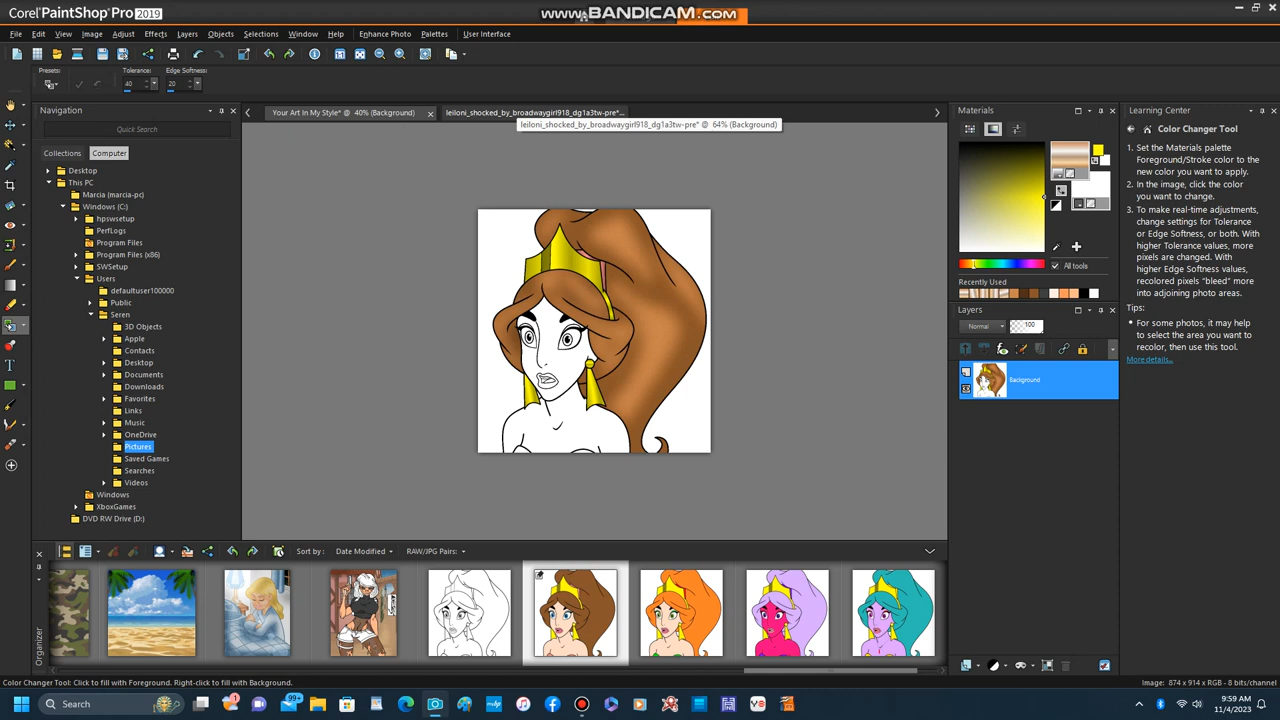 Corel® PaintShop® Pro 2019
www.BANDICAM.com
File Edit View Image Adjust Effects Layers Objects Selections Window Help Enhance Photo Palettes User Interface
Presets: Tolerance: Edge Softness:
40 20
Navigation
Your Art In My Style* @ 40% (Background)
leiloni_shocked_by_broadwaygirl918_dg1a3tw-pre*...
leiloni_shocked_by_broadwaygirl918_dg1a3tw-pre* @ 64% (Background)
Quick Search
Collections Computer
Desktop
This PC
Marcia (marcia-pc)
Windows (C:)
hpswsetup
PerfLogs
Program Files
Program Files (x86)
SWSetup
Users
defaultuser100000
Public
Seren
3D Objects
Apple
Contacts
Desktop
Documents
Downloads
Favorites
Links
Music
OneDrive
Pictures
Saved Games
Searches
Videos
Windows
XboxGames
DVD RW Drive (D:)
Materials
All tools
Recently Used
Layers
Normal 100
Background
Learning Center
Color Changer Tool
1. Set the Materials palette
Foreground/Stroke color to the
new color you want to apply.
2. In the image, click the color
you want to change.
3. To make real-time adjustments,
change settings for Tolerance
or Edge Softness, or both. With
higher Tolerance values, more
pixels are changed. With
higher Edge Softness values,
recolored pixels "bleed" more
into adjoining photo areas.
Tips:
• For some photos, it may help
to select the area you want to
recolor, then use this tool.
More details...
Organizer
Sort by: Date Modified RAW/JPG Pairs:
Color Changer Tool: Click to fill with Foreground. Right-click to fill with Background.
Image: 874 x 914 x RGB - 8 bits/channel
Search
1
99+
9:59 AM
11/4/2023